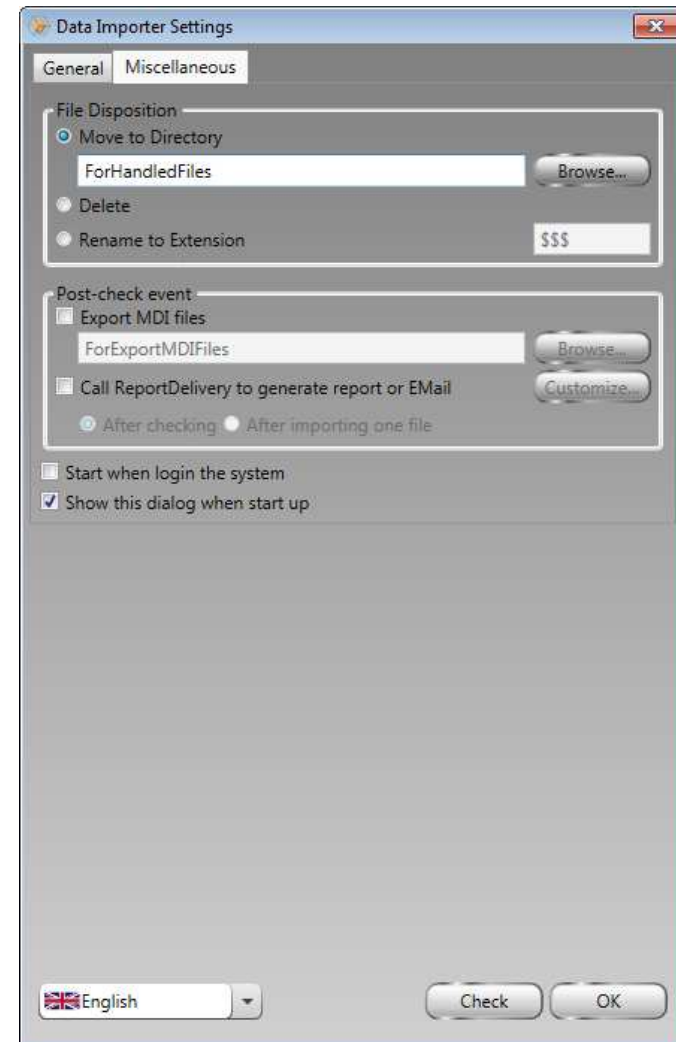 Data Importer Settings
General Miscellaneous
File Disposition
Move to Directory
ForHandledFiles Browse...
Delete
Rename to Extension $$$
Post-check event
Export MDI files
ForExportMDIFiles Browse...
Call ReportDelivery to generate report or EMail Customize...
After checking After importing one file
Start when login the system
Show this dialog when start up
English Check OK